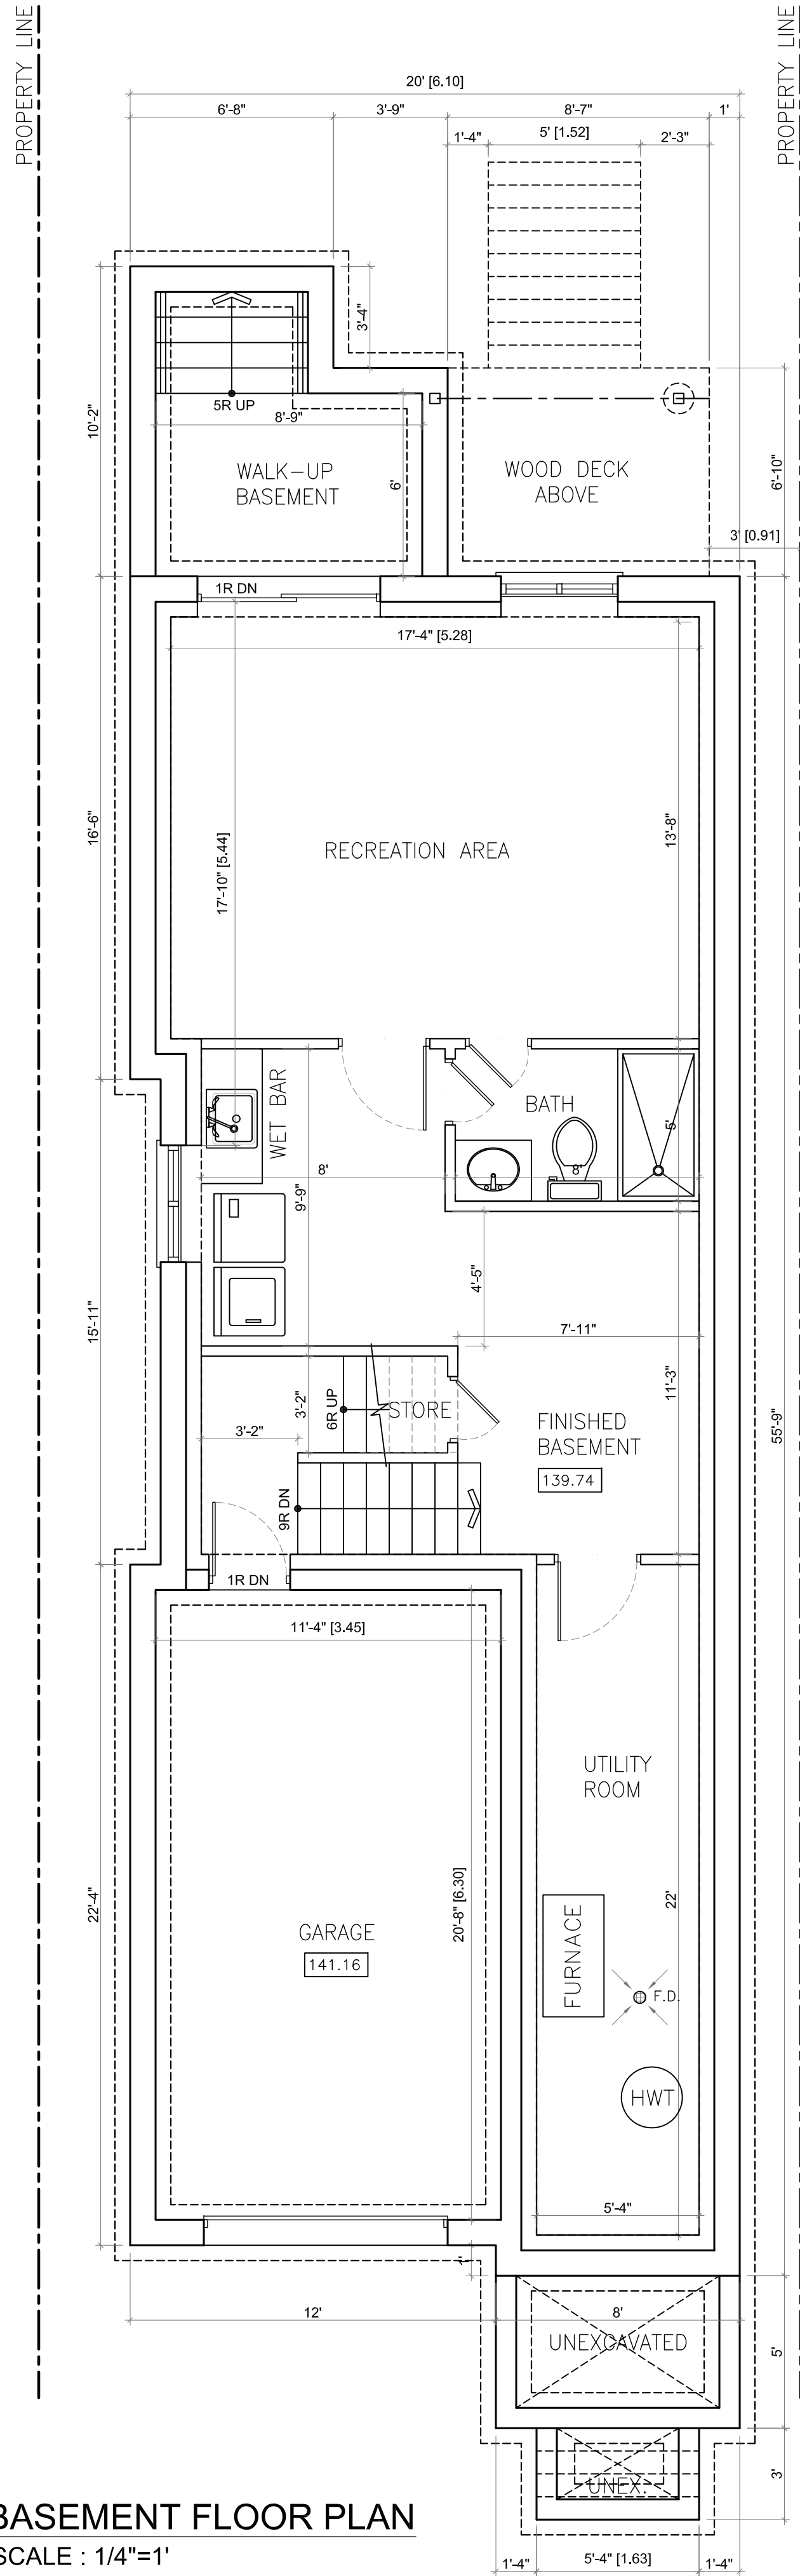 PROPERTY LINE
PROPERTY LINE
20' [6.10]
6'-8"
3'-9"
8'-7"
1'
1'-4"
5' [1.52]
2'-3"
3'-4"
10'-2"
5R UP
8'-9"
WALK-UP
BASEMENT
6'
WOOD DECK
ABOVE
6'-10"
3' [0.91]
1R DN
17'-4" [5.28]
16'-6"
17'-10" [5.44]
RECREATION AREA
13'-8"
WET BAR
BATH
5'
8'
8'
9'-9"
4'-5"
7'-11"
15'-11"
3'-2"
3'-2"
6R UP
STORE
11'-3"
FINISHED
BASEMENT
139.74
55'-9"
9R DN
1R DN
11'-4" [3.45]
UTILITY
ROOM
22'-4"
20'-8" [6.30]
22'
GARAGE
141.16
FURNACE
F.D.
HWT
5'-4"
1'
12'
8'
UNEXCAVATED
5'
UNEX.
3'
BASEMENT FLOOR PLAN
SCALE : 1/4"=1'
1'-4"
5'-4" [1.63]
1'-4"